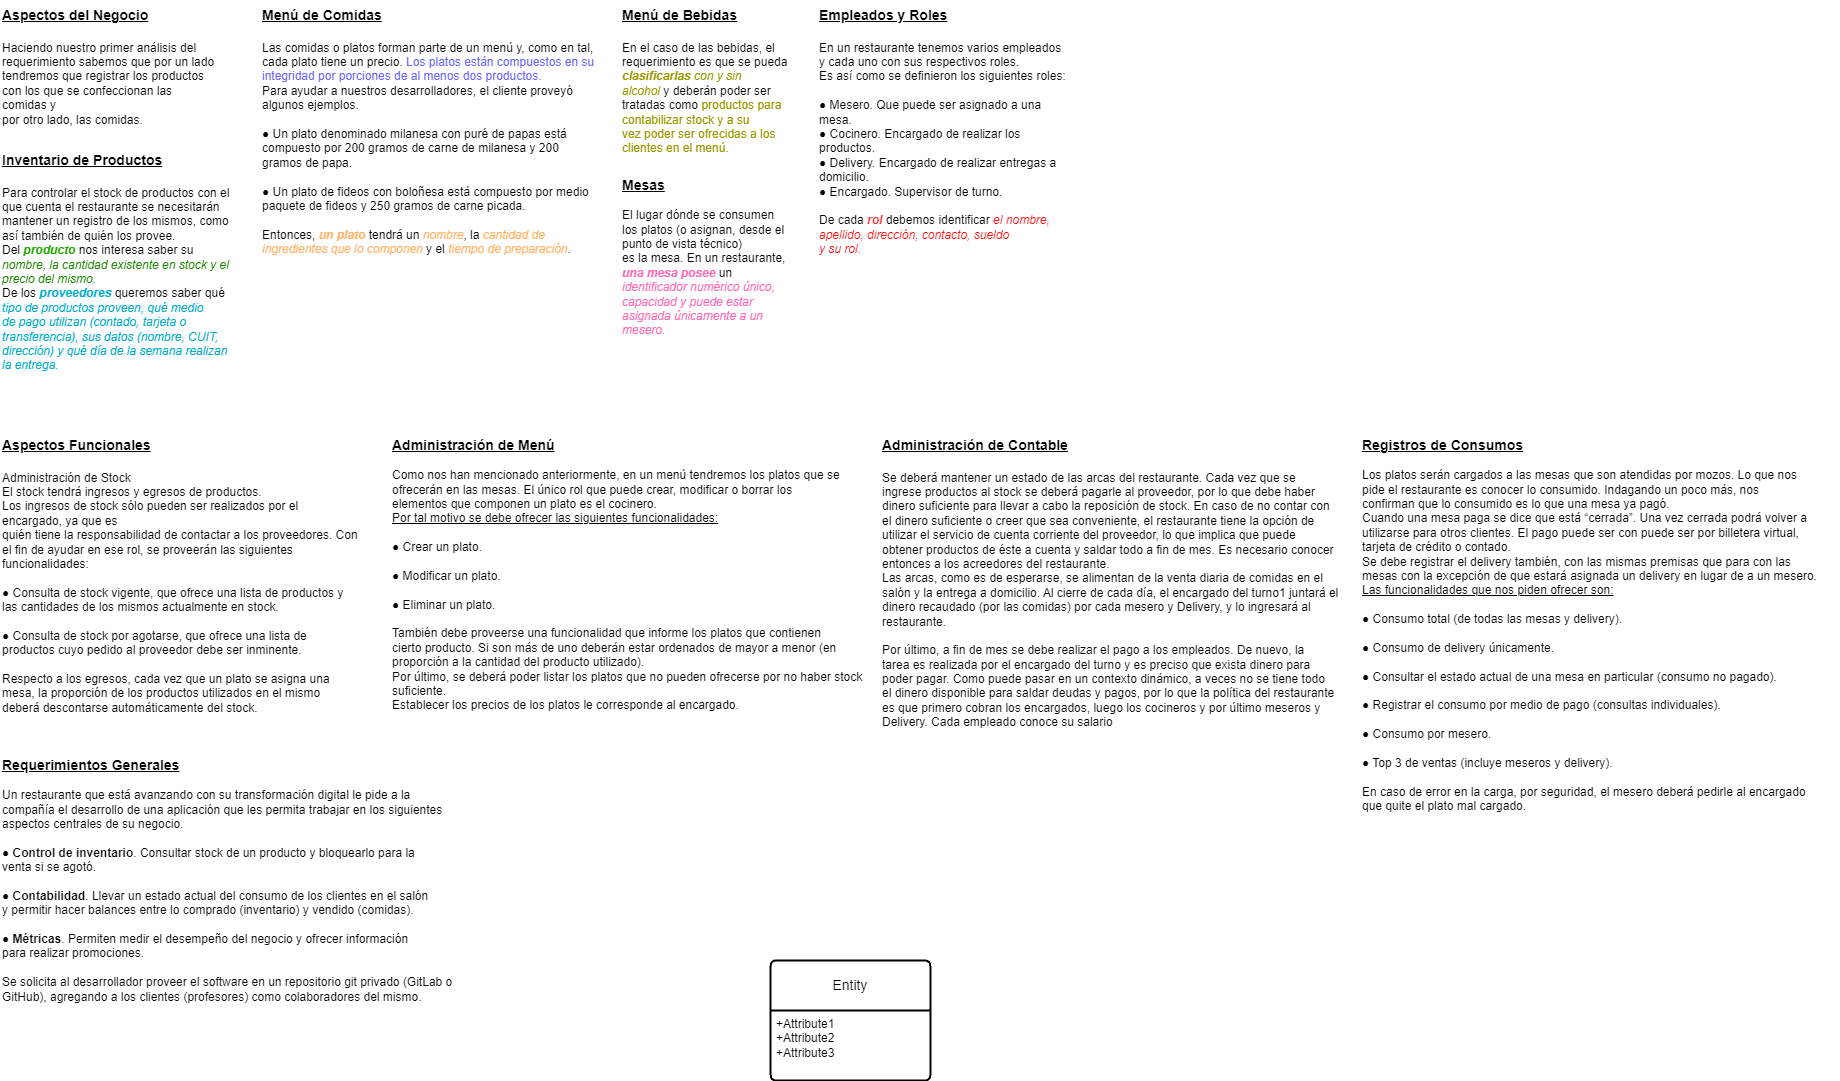 Aspectos del Negocio
Haciendo nuestro primer análisis del
requerimiento sabemos que por un lado
tendremos que registrar los productos
con los que se confeccionan las
comidas y
por otro lado, las comidas.
Inventario de Productos
Para controlar el stock de productos con el
que cuenta el restaurante se necesitarán
mantener un registro de los mismos, como
así también de quién los provee.
Del producto nos interesa saber su
nombre, la cantidad existente en stock y el
precio del mismo.
De los proveedores queremos saber qué
tipo de productos proveen, qué medio
de pago utilizan (contado, tarjeta o
transferencia), sus datos (nombre, CUIT,
dirección) y qué día de la semana realizan
la entrega.
Menú de Comidas
Las comidas o platos forman parte de un menú y, como en tal,
cada plato tiene un precio. Los platos están compuestos en su
integridad por porciones de al menos dos productos.
Para ayudar a nuestros desarrolladores, el cliente proveyó
algunos ejemplos.
● Un plato denominado milanesa con puré de papas está
compuesto por 200 gramos de carne de milanesa y 200
gramos de papa.
● Un plato de fideos con boloñesa está compuesto por medio
paquete de fideos y 250 gramos de carne picada.
Entonces, un plato tendrá un nombre, la cantidad de
ingredientes que lo componen y el tiempo de preparación.
Menú de Bebidas
En el caso de las bebidas, el
requerimiento es que se pueda
clasificarlas con y sin
alcohol y deberán poder ser
tratadas como productos para
contabilizar stock y a su
vez poder ser ofrecidas a los
clientes en el menú.
Mesas
El lugar dónde se consumen
los platos (o asignan, desde el
punto de vista técnico)
es la mesa. En un restaurante,
una mesa posee un
identificador numérico único,
capacidad y puede estar
asignada únicamente a un
mesero.
Empleados y Roles
En un restaurante tenemos varios empleados
y cada uno con sus respectivos roles.
Es así como se definieron los siguientes roles:
● Mesero. Que puede ser asignado a una
mesa.
● Cocinero. Encargado de realizar los
productos.
● Delivery. Encargado de realizar entregas a
domicilio.
● Encargado. Supervisor de turno.
De cada rol debemos identificar el nombre,
apellido, dirección, contacto, sueldo
y su rol.
Aspectos Funcionales
Administración de Stock
El stock tendrá ingresos y egresos de productos.
Los ingresos de stock sólo pueden ser realizados por el
encargado, ya que es
quién tiene la responsabilidad de contactar a los proveedores. Con
el fin de ayudar en ese rol, se proveerán las siguientes
funcionalidades:
● Consulta de stock vigente, que ofrece una lista de productos y
las cantidades de los mismos actualmente en stock.
● Consulta de stock por agotarse, que ofrece una lista de
productos cuyo pedido al proveedor debe ser inminente.
Respecto a los egresos, cada vez que un plato se asigna una
mesa, la proporción de los productos utilizados en el mismo
deberá descontarse automáticamente del stock.
Administración de Menú
Como nos han mencionado anteriormente, en un menú tendremos los platos que se
ofrecerán en las mesas. El único rol que puede crear, modificar o borrar los
elementos que componen un plato es el cocinero.
Por tal motivo se debe ofrecer las siguientes funcionalidades:
● Crear un plato.
● Modificar un plato.
● Eliminar un plato.
También debe proveerse una funcionalidad que informe los platos que contienen
cierto producto. Si son más de uno deberán estar ordenados de mayor a menor (en
proporción a la cantidad del producto utilizado).
Por último, se deberá poder listar los platos que no pueden ofrecerse por no haber stock
suficiente.
Establecer los precios de los platos le corresponde al encargado.
Administración de Contable
Se deberá mantener un estado de las arcas del restaurante. Cada vez que se
ingrese productos al stock se deberá pagarle al proveedor, por lo que debe haber
dinero suficiente para llevar a cabo la reposición de stock. En caso de no contar con
el dinero suficiente o creer que sea conveniente, el restaurante tiene la opción de
utilizar el servicio de cuenta corriente del proveedor, lo que implica que puede
obtener productos de éste a cuenta y saldar todo a fin de mes. Es necesario conocer
entonces a los acreedores del restaurante.
Las arcas, como es de esperarse, se alimentan de la venta diaria de comidas en el
salón y la entrega a domicilio. Al cierre de cada día, el encargado del turno1 juntará el
dinero recaudado (por las comidas) por cada mesero y Delivery, y lo ingresará al
restaurante.
Por último, a fin de mes se debe realizar el pago a los empleados. De nuevo, la
tarea es realizada por el encargado del turno y es preciso que exista dinero para
poder pagar. Como puede pasar en un contexto dinámico, a veces no se tiene todo
el dinero disponible para saldar deudas y pagos, por lo que la política del restaurante
es que primero cobran los encargados, luego los cocineros y por último meseros y
Delivery. Cada empleado conoce su salario
Registros de Consumos
Los platos serán cargados a las mesas que son atendidas por mozos. Lo que nos
pide el restaurante es conocer lo consumido. Indagando un poco más, nos
confirman que lo consumido es lo que una mesa ya pagó.
Cuando una mesa paga se dice que está “cerrada”. Una vez cerrada podrá volver a
utilizarse para otros clientes. El pago puede ser con puede ser por billetera virtual,
tarjeta de crédito o contado.
Se debe registrar el delivery también, con las mismas premisas que para con las
mesas con la excepción de que estará asignada un delivery en lugar de a un mesero.
Las funcionalidades que nos piden ofrecer son:
● Consumo total (de todas las mesas y delivery).
● Consumo de delivery únicamente.
● Consultar el estado actual de una mesa en particular (consumo no pagado).
● Registrar el consumo por medio de pago (consultas individuales).
● Consumo por mesero.
● Top 3 de ventas (incluye meseros y delivery).
En caso de error en la carga, por seguridad, el mesero deberá pedirle al encargado
que quite el plato mal cargado.
Requerimientos Generales
Un restaurante que está avanzando con su transformación digital le pide a la
compañía el desarrollo de una aplicación que les permita trabajar en los siguientes
aspectos centrales de su negocio.
● Control de inventario. Consultar stock de un producto y bloquearlo para la
venta si se agotó.
● Contabilidad. Llevar un estado actual del consumo de los clientes en el salón
y permitir hacer balances entre lo comprado (inventario) y vendido (comidas).
● Métricas. Permiten medir el desempeño del negocio y ofrecer información
para realizar promociones.
Se solicita al desarrollador proveer el software en un repositorio git privado (GitLab o
GitHub), agregando a los clientes (profesores) como colaboradores del mismo.
Entity
+Attribute1
+Attribute2
+Attribute3